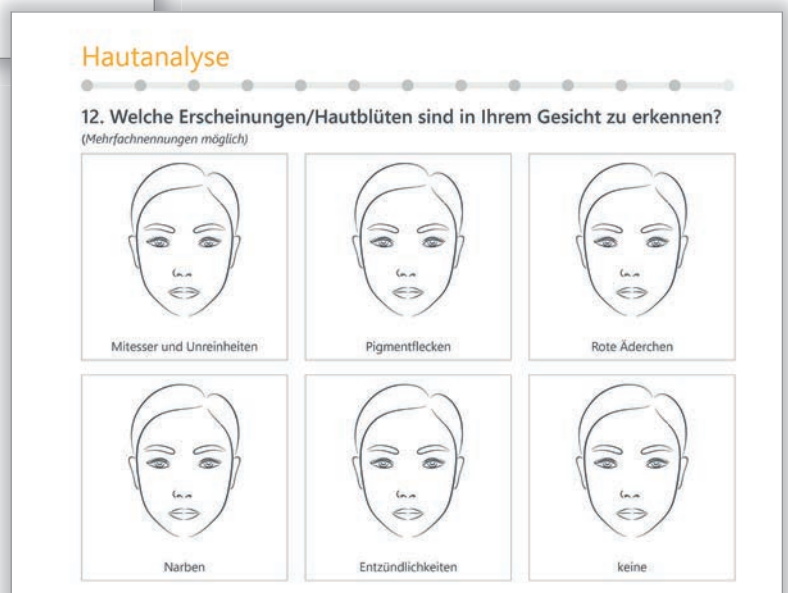 Hautanalyse
12. Welche Erscheinungen/Hautblüten sind in Ihrem Gesicht zu erkennen?
(Mehrfachnennungen möglich)
Mitesser und Unreinheiten
Pigmentflecken
Rote Äderchen
Narben
Entzündlichkeiten
keine